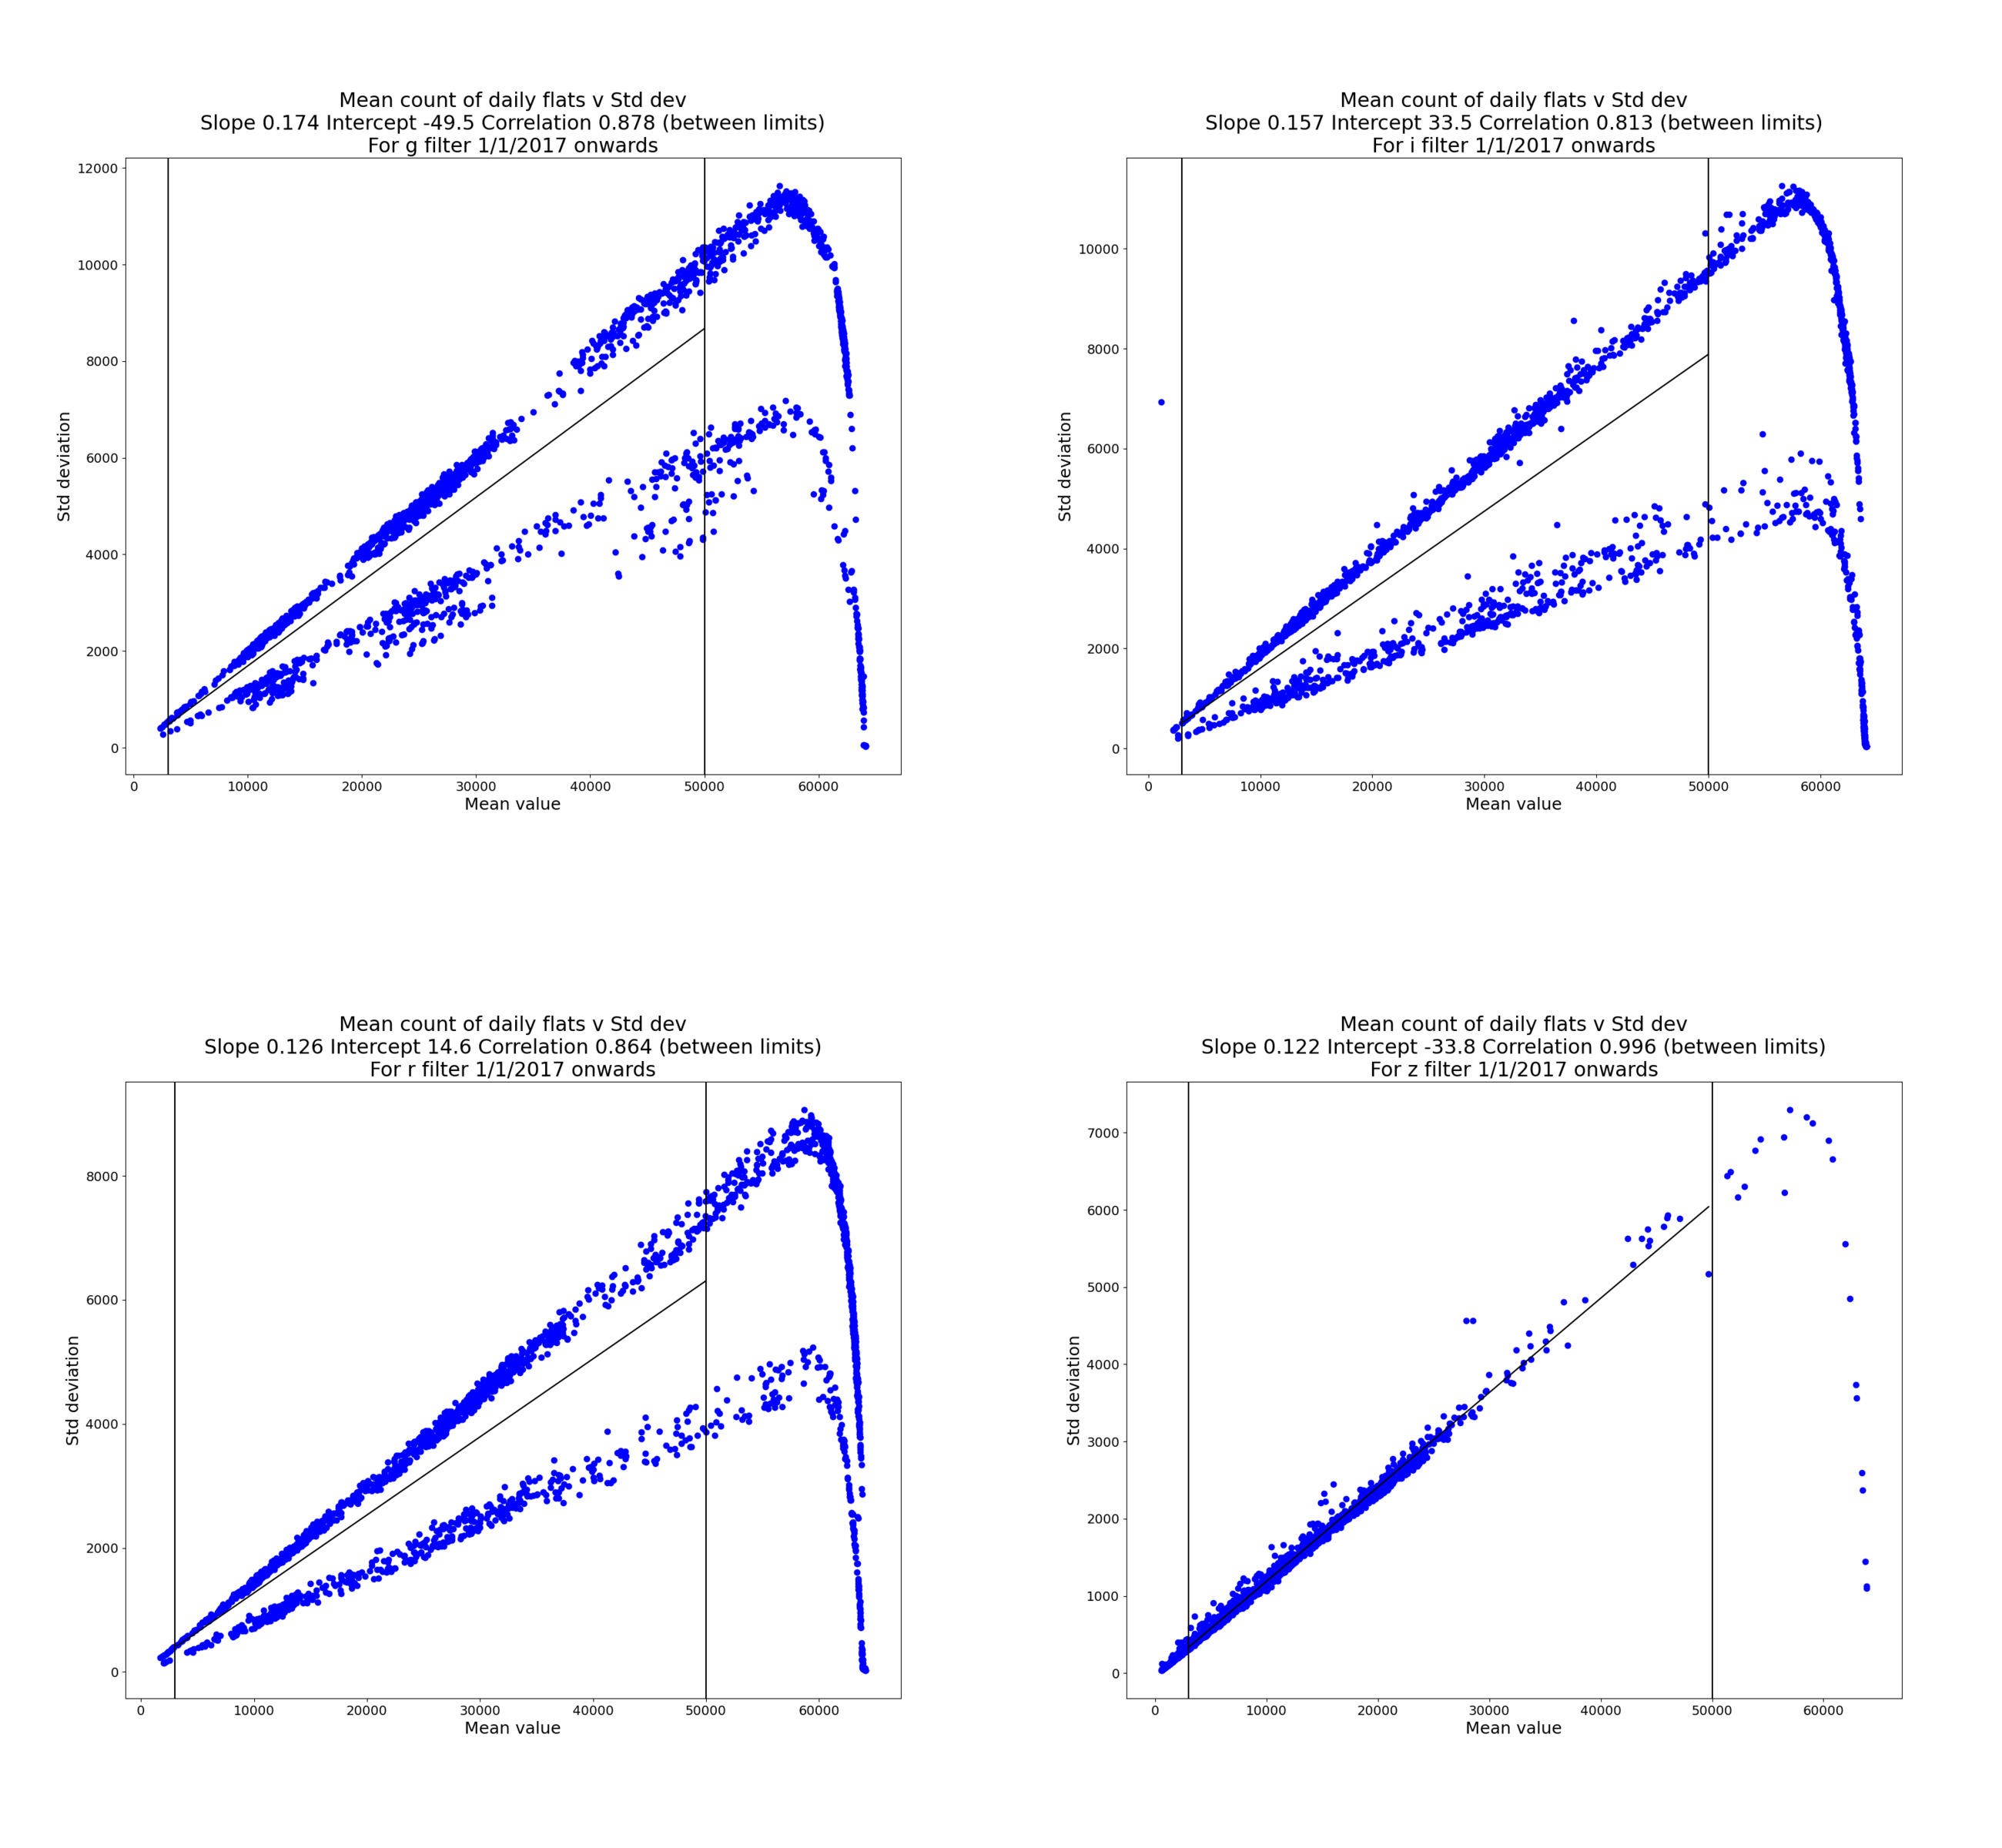 Mean count of daily flats v Std dev
Slope 0.174 Intercept -49.5 Correlation 0.878 (between limits)
For g filter 1/1/2017 onwards
12000
10000
8000
6000
4000
2000
0
Std deviation
0 10000 20000 30000 40000 50000 60000
Mean value
Mean count of daily flats v Std dev
Slope 0.157 Intercept 33.5 Correlation 0.813 (between limits)
For i filter 1/1/2017 onwards
10000
8000
6000
4000
2000
0
Std deviation
0 10000 20000 30000 40000 50000 60000
Mean value
Mean count of daily flats v Std dev
Slope 0.126 Intercept 14.6 Correlation 0.864 (between limits)
For r filter 1/1/2017 onwards
8000
6000
4000
2000
0
Std deviation
0 10000 20000 30000 40000 50000 60000
Mean value
Mean count of daily flats v Std dev
Slope 0.122 Intercept -33.8 Correlation 0.996 (between limits)
For z filter 1/1/2017 onwards
7000
6000
5000
4000
3000
2000
1000
0
Std deviation
0 10000 20000 30000 40000 50000 60000
Mean value